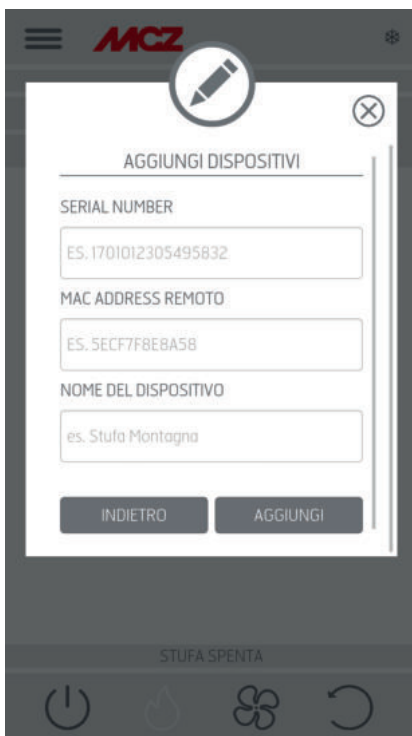 MCZ
AGGIUNGI DISPOSITIVI
SERIAL NUMBER
ES. 1701012305495832
MAC ADDRESS REMOTO
ES. 5ECF7F8E8A58
NOME DEL DISPOSITIVO
es. Stufa Montagna
INDIETRO AGGIUNGI
STUFA SPENTA